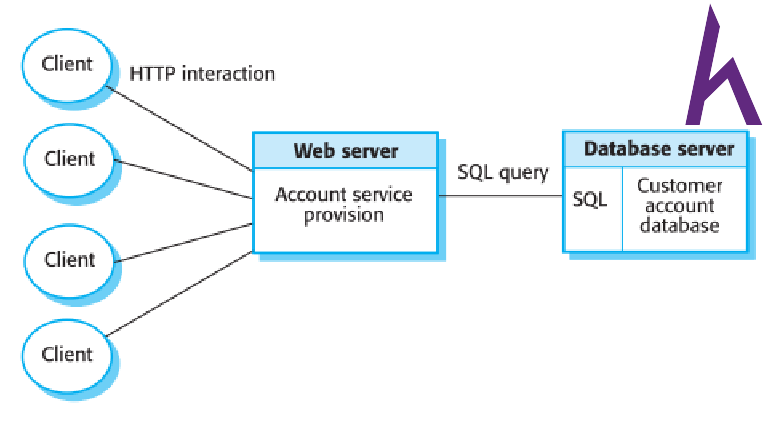 Client
HTTP interaction
Client
Client
Client
Web server
Account service
provision
SQL query
Database server
SQL
Customer
account
database